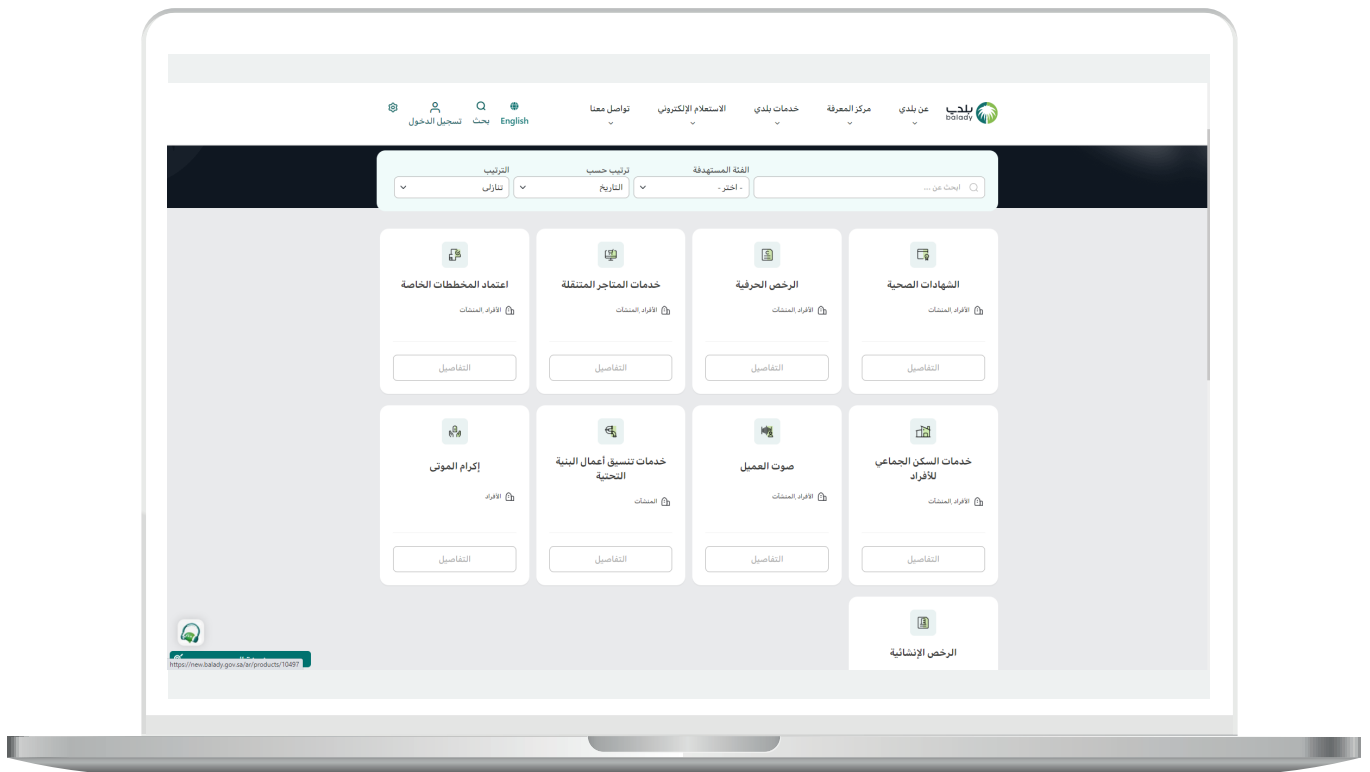 بلدي
balady
عن بلدي
مركز المعرفة
خدمات بلدي
الاستعلام الإلكتروني
تواصل معنا
English
بحث
تسجيل الدخول
الفئة المستهدفة
ترتيب حسب
الترتيب
ابحث عن ...
- اختر -
التاريخ
تنازلي
الشهادات الصحية
الأفراد ,المنشآت
التفاصيل
الرخص الحرفية
الأفراد ,المنشآت
التفاصيل
خدمات المتاجر المتنقلة
الأفراد ,المنشآت
التفاصيل
اعتماد المخططات الخاصة
الأفراد ,المنشآت
التفاصيل
خدمات السكن الجماعي
للأفراد
الأفراد ,المنشآت
التفاصيل
صوت العميل
الأفراد ,المنشآت
التفاصيل
خدمات تنسيق أعمال البنية
التحتية
المنشآت
التفاصيل
إكرام الموتى
الأفراد
التفاصيل
الرخص الإنشائية
https://new.balady.gov.sa/ar/products/10497